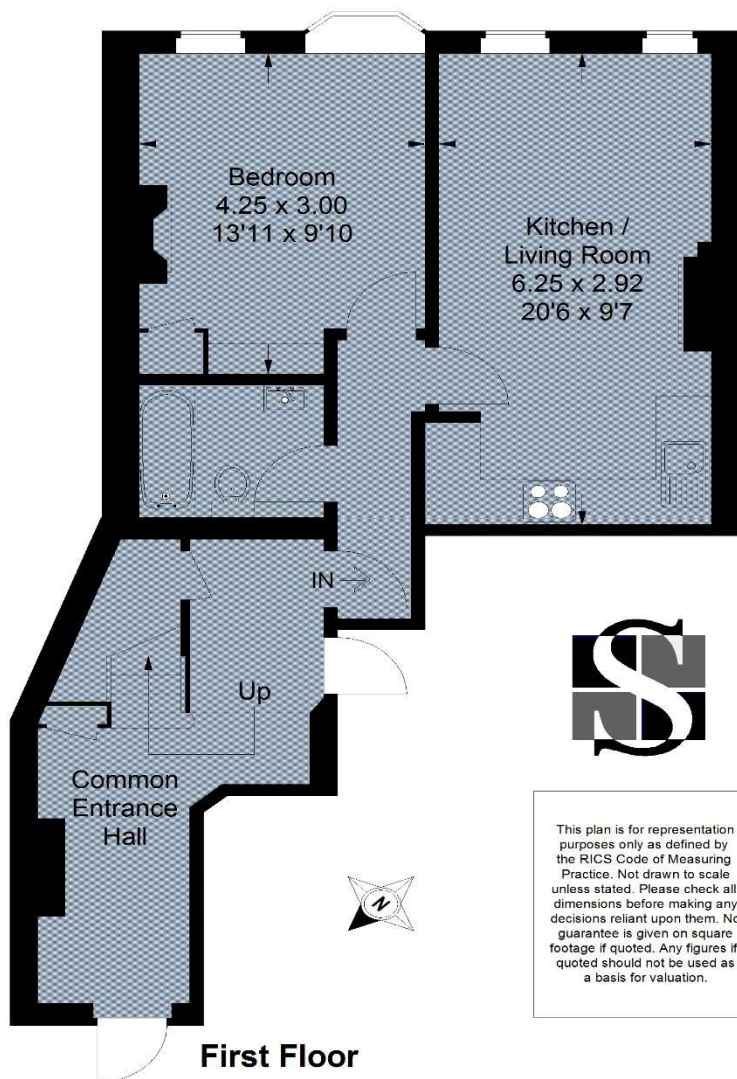 Bedroom
4.25 x 3.00
13'11 x 9'10
Kitchen /
Living Room
6.25 x 2.92
20'6 x 9'7
IN
Up
Common
Entrance
Hall
S
N
This plan is for representation
purposes only as defined by
the RICS Code of Measuring
Practice. Not drawn to scale
unless stated. Please check all
dimensions before making any
decisions reliant upon them. No
guarantee is given on square
footage if quoted. Any figures if
quoted should not be used as
a basis for valuation.
First Floor